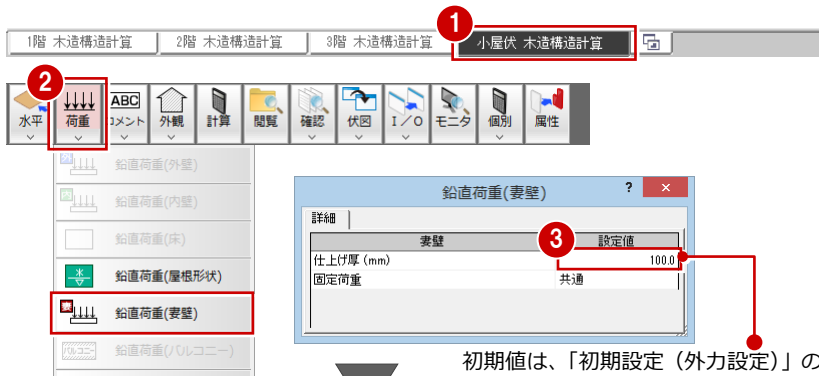 1
1階 木造構造計算 2階 木造構造計算 3階 木造構造計算 小屋伏 木造構造計算
2
水平 荷重 コメント 外観 計算 閲覧 確認 伏図 I／O モニタ 個別 属性
ABC
鉛直荷重(外壁)
鉛直荷重(内壁)
鉛直荷重(床)
鉛直荷重(屋根形状)
鉛直荷重(妻壁)
バルコニー 鉛直荷重(バルコニー)
鉛直荷重(妻壁) ? ×
詳細
3
妻壁 設定値
仕上げ厚 (mm) 100.0
固定荷重 共通
初期値は、「初期設定（外力設定）」の